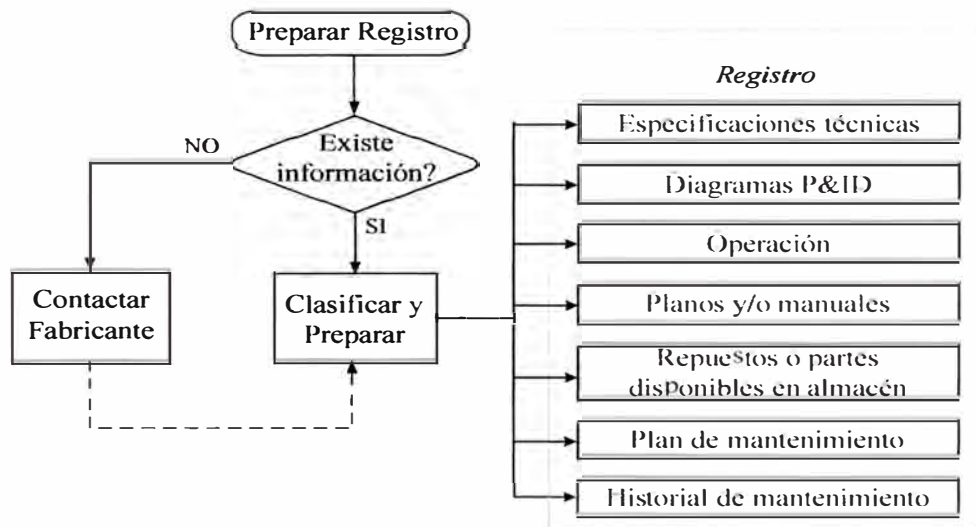 Preparar Registro
Existe
información?
NO
SI
Contactar
Fabricante
Clasificar y
Preparar
Registro
Especificaciones técnicas
Diagramas P&ID
Operación
Planos y/o manuales
Repuestos o partes
disponibles en almacén
Plan de mantenimiento
Historial de mantenimiento